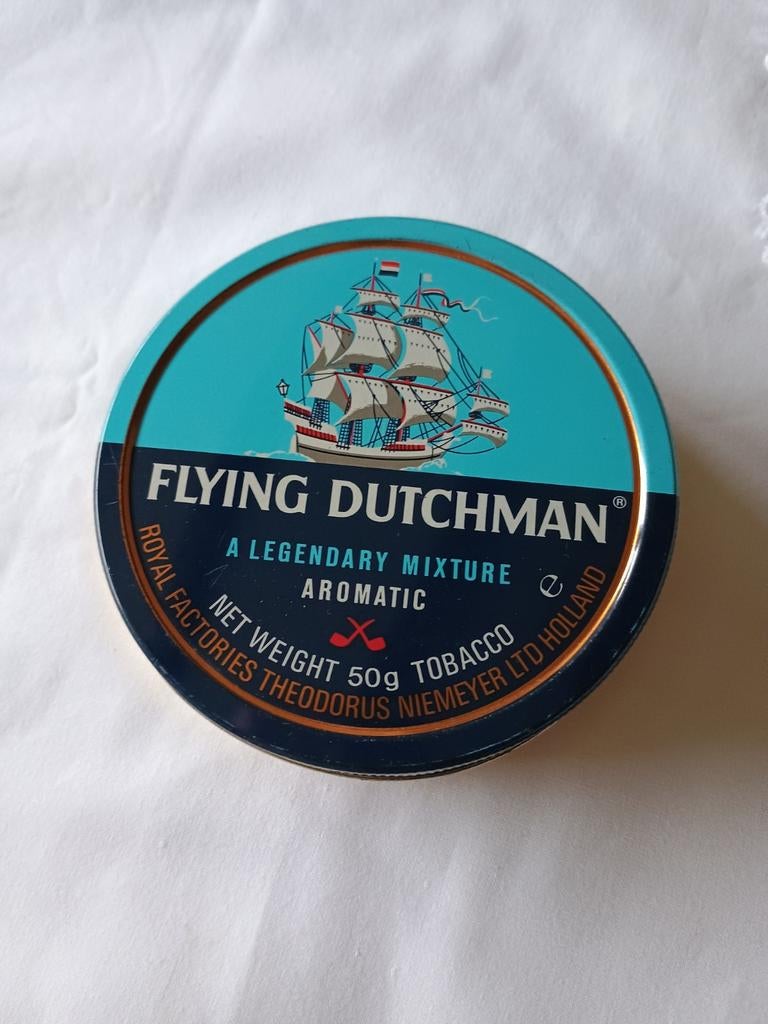 FLYING DUTCHMAN®
A LEGENDARY MIXTURE
AROMATIC
℮
NET WEIGHT 50g TOBACCO
ROYAL FACTORIES THEODORUS NIEMEYER LTD HOLLAND